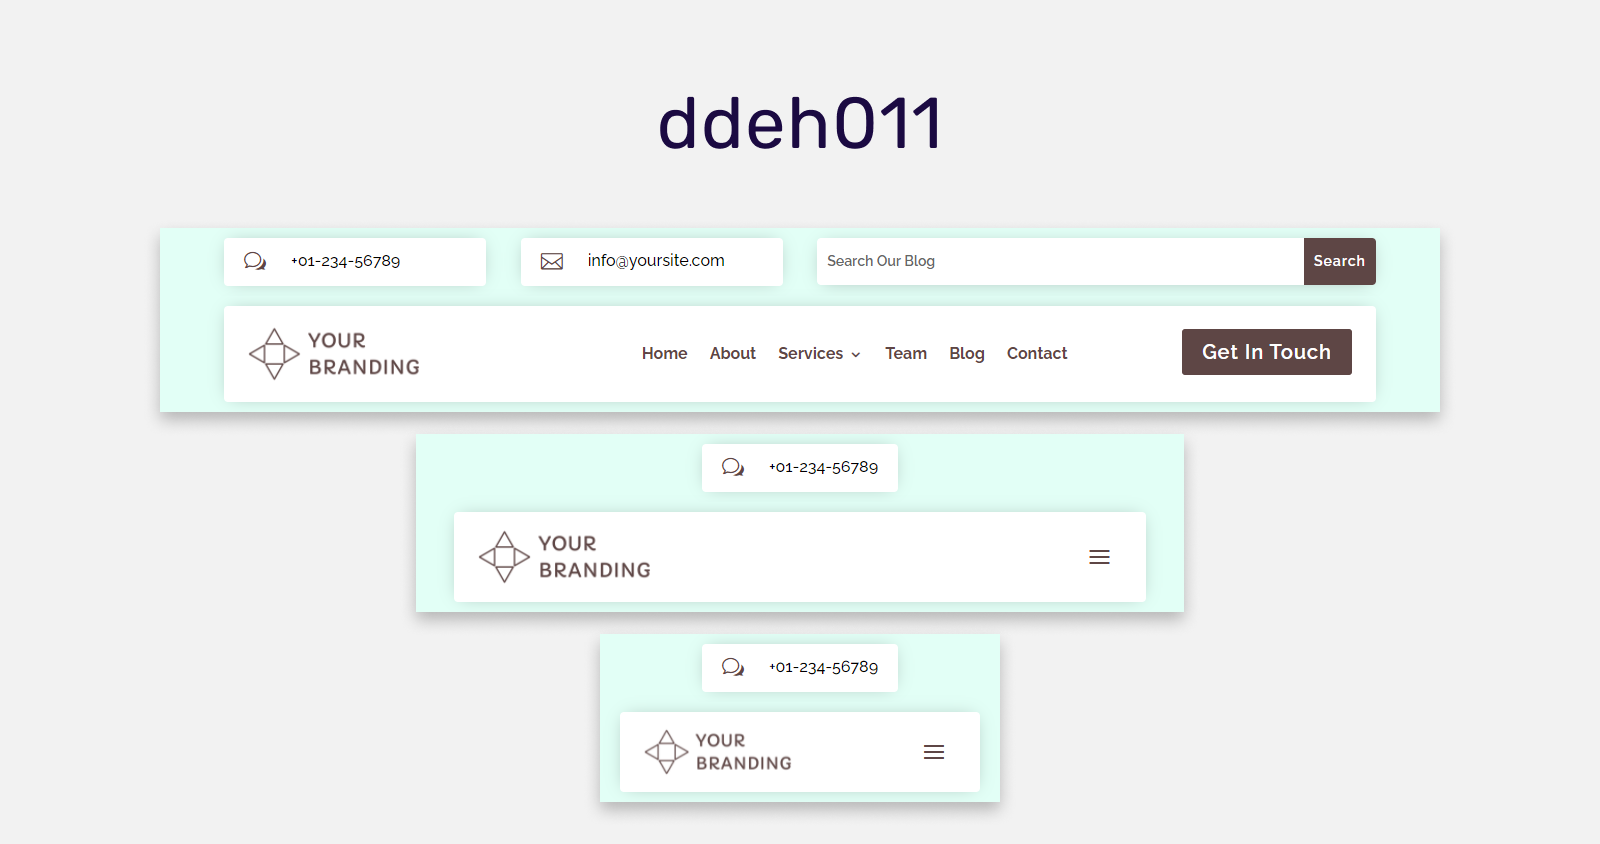 ddeh011
+01-234-56789
info@yoursite.com
Search Our Blog
Search
YOUR
BRANDING
Home About Services Team Blog Contact
Get In Touch
+01-234-56789
YOUR
BRANDING
+01-234-56789
YOUR
BRANDING